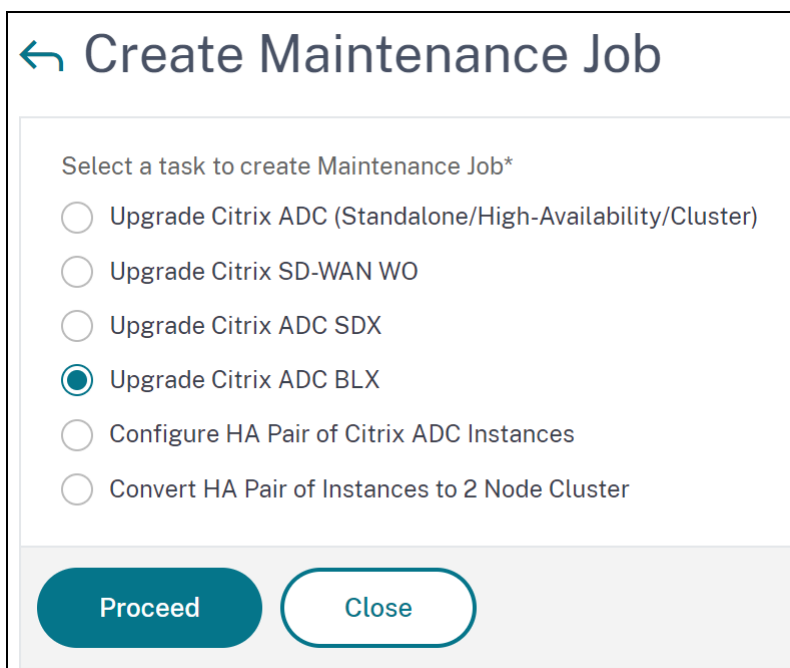 Create Maintenance Job
Select a task to create Maintenance Job*
Upgrade Citrix ADC (Standalone/High-Availability/Cluster)
Upgrade Citrix SD-WAN WO
Upgrade Citrix ADC SDX
Upgrade Citrix ADC BLX
Configure HA Pair of Citrix ADC Instances
Convert HA Pair of Instances to 2 Node Cluster
Proceed
Close